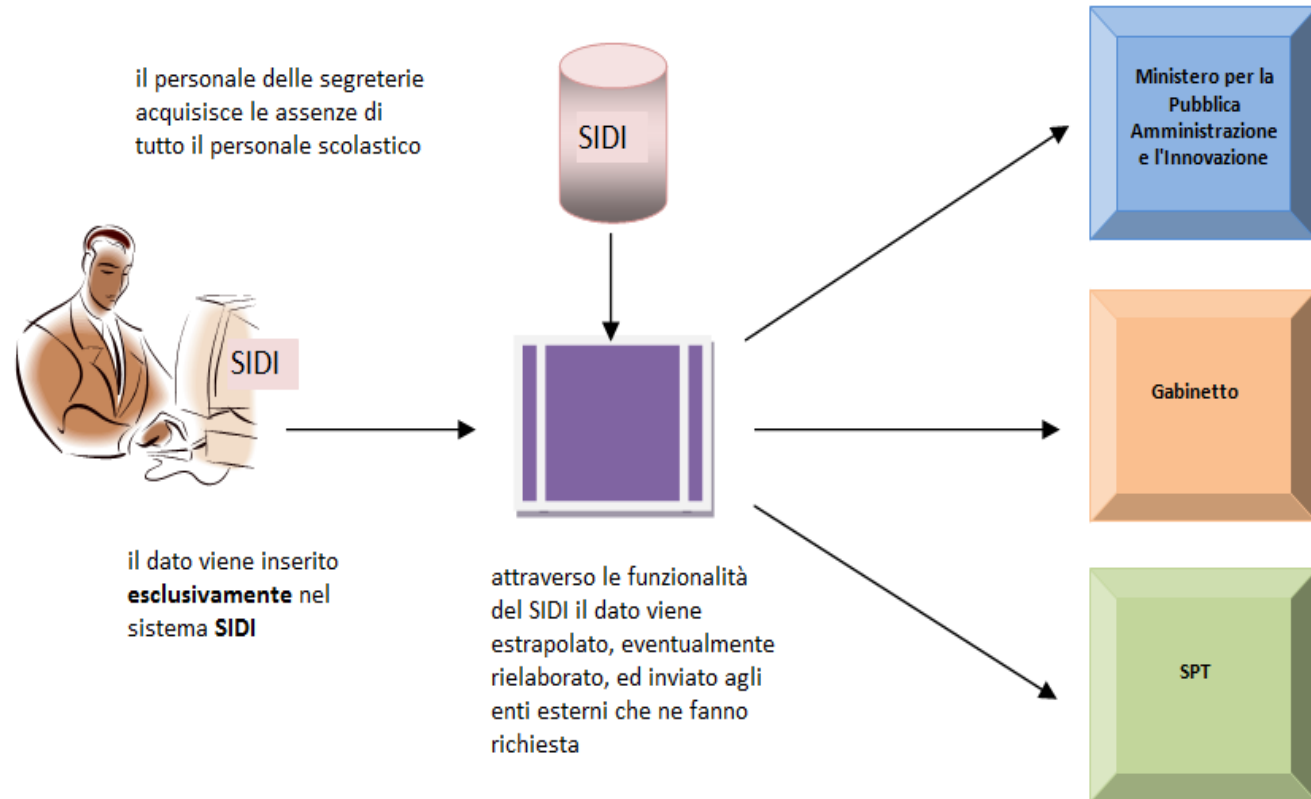 il personale delle segreterie
acquisisce le assenze di
tutto il personale scolastico
SIDI
SIDI
il dato viene inserito
esclusivamente nel
sistema SIDI
attraverso le funzionalità
del SIDI il dato viene
estrapolato, eventualmente
rielaborato, ed inviato agli
enti esterni che ne fanno
richiesta
Ministero per la
Pubblica
Amministrazione
e l'Innovazione
Gabinetto
SPT